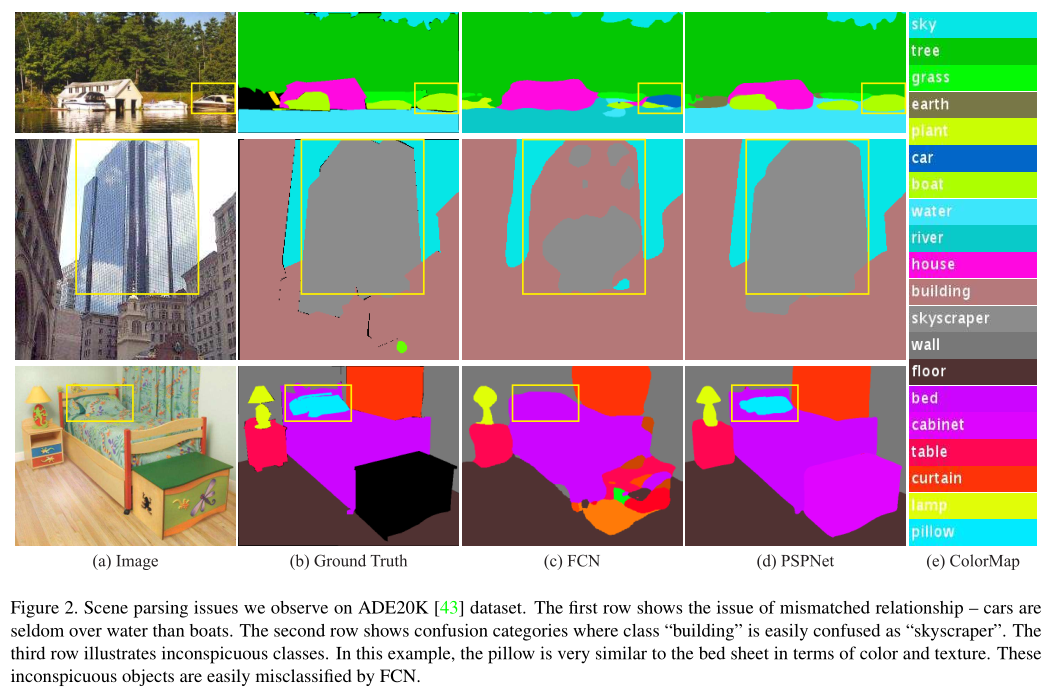 sky
tree
grass
earth
plant
car
boat
water
river
house
building
skyscraper
wall
floor
bed
cabinet
table
curtain
lamp
pillow
(a) Image
(b) Ground Truth
(c) FCN
(d) PSPNet
(e) ColorMap
Figure 2. Scene parsing issues we observe on ADE20K [43] dataset. The first row shows the issue of mismatched relationship – cars are
seldom over water than boats. The second row shows confusion categories where class “building” is easily confused as “skyscraper”. The
third row illustrates inconspicuous classes. In this example, the pillow is very similar to the bed sheet in terms of color and texture. These
inconspicuous objects are easily misclassified by FCN.